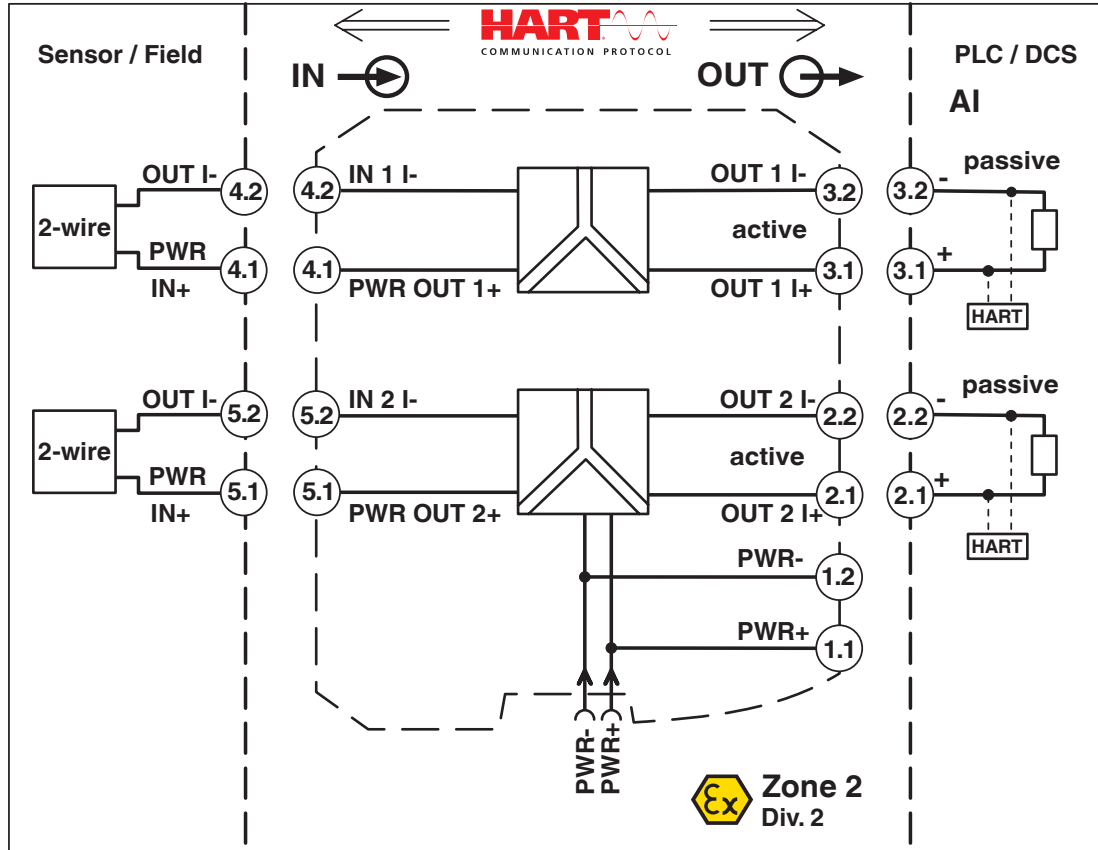 HART
COMMUNICATION PROTOCOL
Sensor / Field
PLC / DCS
IN
OUT
AI
OUT I-
4.2
4.2
IN 1 I-
OUT 1 I-
3.2
3.2
-
passive
2-wire
active
PWR
IN+
4.1
4.1
PWR OUT 1+
OUT 1 I+
3.1
3.1
+
HART
OUT I-
5.2
5.2
IN 2 I-
OUT 2 I-
2.2
2.2
-
passive
2-wire
active
PWR
IN+
5.1
5.1
PWR OUT 2+
OUT 2 I+
2.1
2.1
+
HART
PWR-
1.2
PWR+
1.1
PWR-
PWR+
Ex
Zone 2
Div. 2